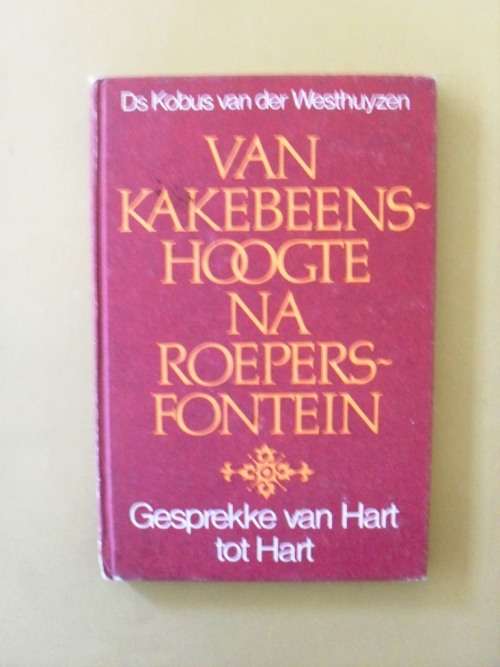 Ds Kobus van der Westhuyzen
VAN
KAKEBEENS-
HOOGTE
NA
ROEPERS-
FONTEIN
Gesprekke van Hart
tot Hart